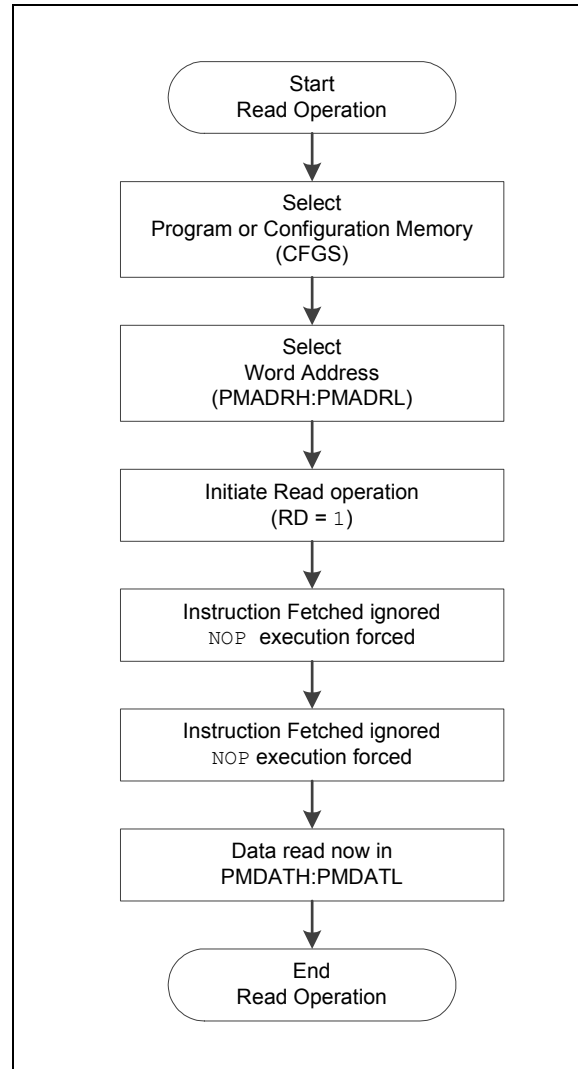 Start
Read Operation
Select
Program or Configuration Memory
(CFGS)
Select
Word Address
(PMADRH:PMADRL)
Initiate Read operation
(RD = 1)
Instruction Fetched ignored
NOP execution forced
Instruction Fetched ignored
NOP execution forced
Data read now in
PMDATH:PMDATL
End
Read Operation